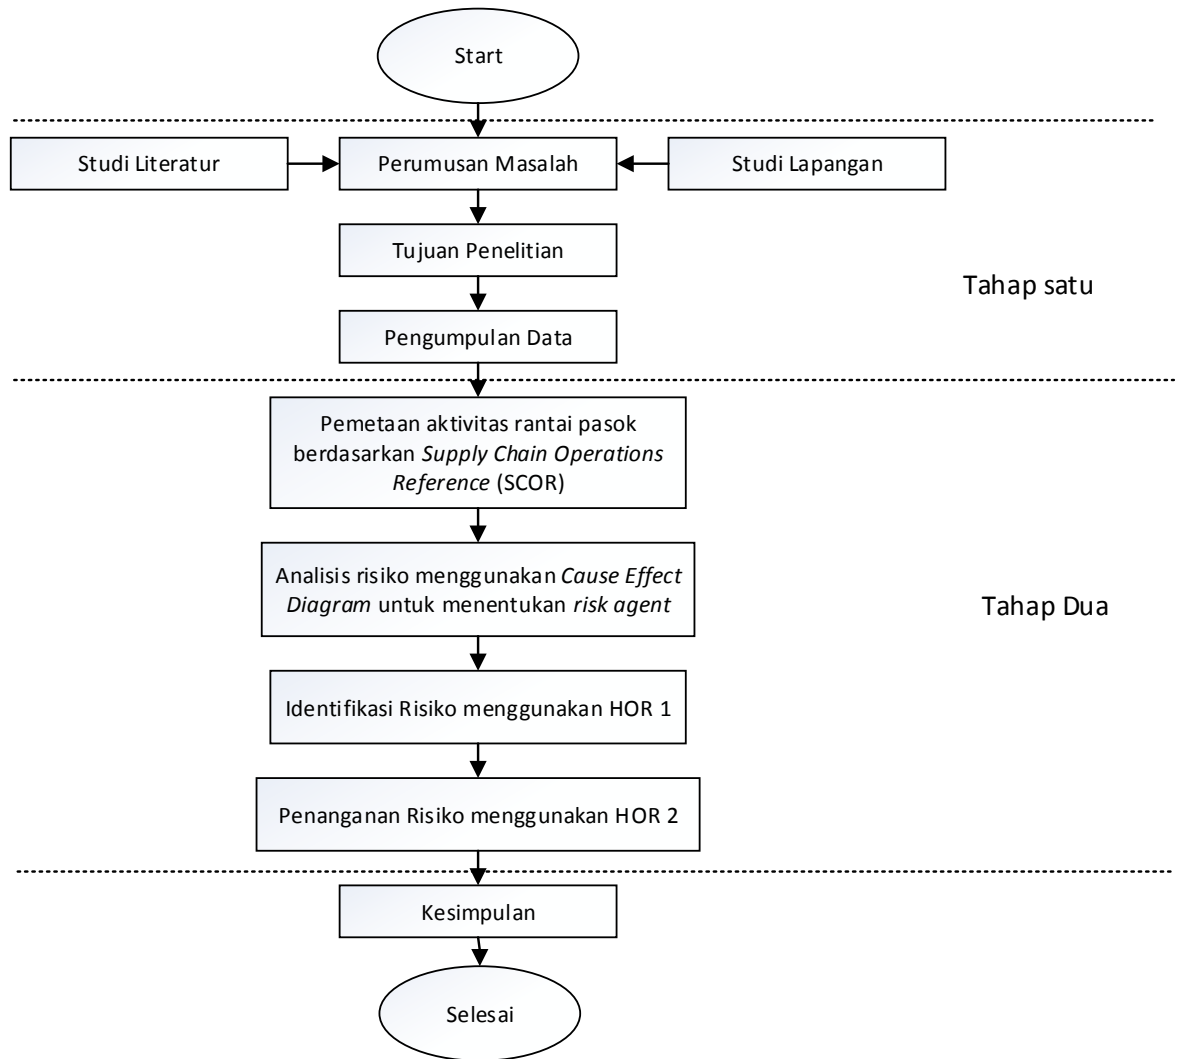 Start
Studi Literatur
Perumusan Masalah
Studi Lapangan
Tujuan Penelitian
Tahap satu
Pengumpulan Data
Pemetaan aktivitas rantai pasok
berdasarkan Supply Chain Operations
Reference (SCOR)
Analisis risiko menggunakan Cause Effect
Diagram untuk menentukan risk agent
Tahap Dua
Identifikasi Risiko menggunakan HOR 1
Penanganan Risiko menggunakan HOR 2
Kesimpulan
Selesai